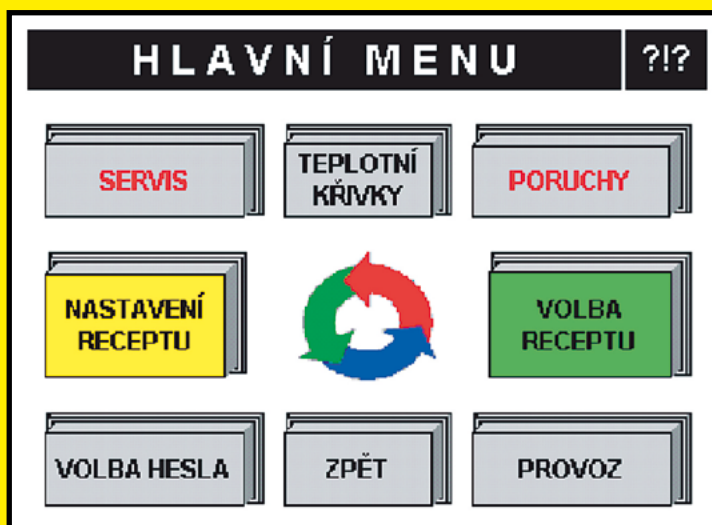 HLAVNÍ MENU ?!?
SERVIS
TEPLOTNÍ
KŘIVKY
PORUCHY
NASTAVENÍ
RECEPTU
VOLBA
RECEPTU
VOLBA HESLA
ZPĚT
PROVOZ